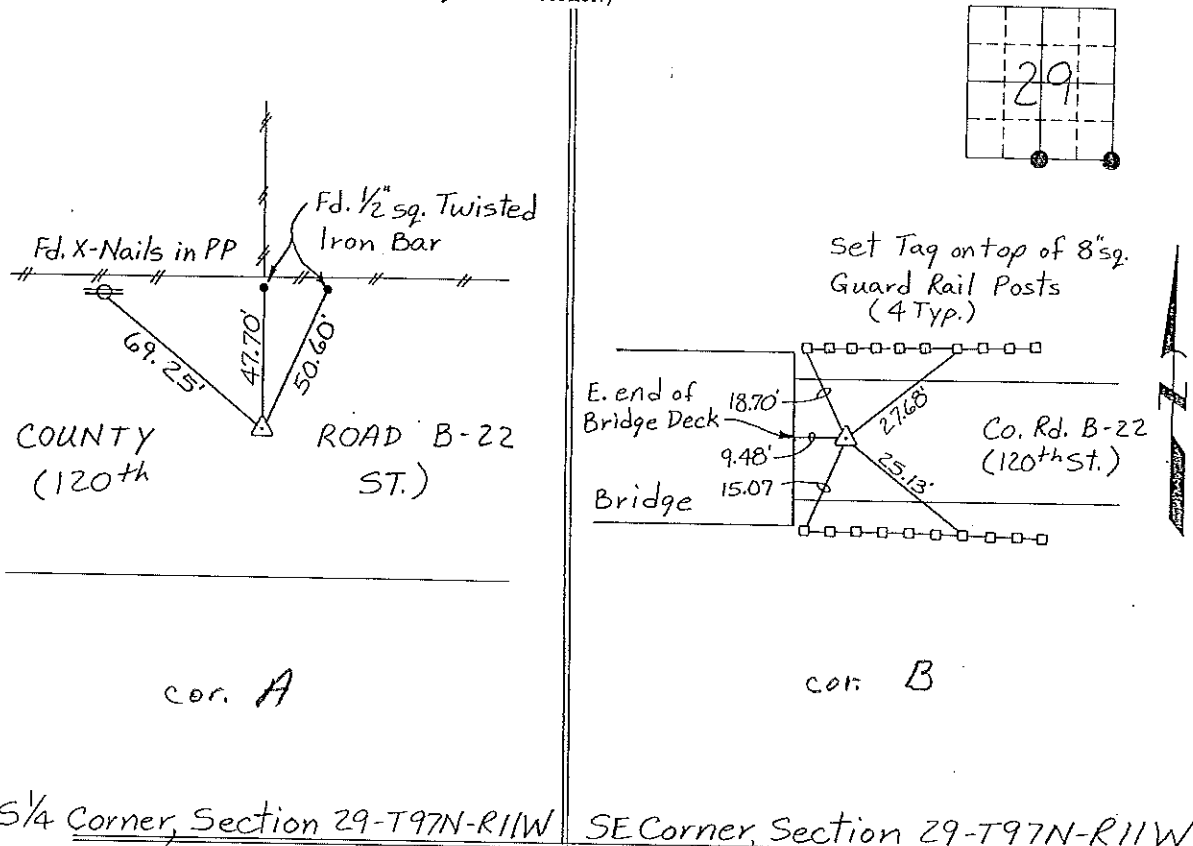 Fd. X-Nails in PP
Fd. 1/2" sq. Twisted
Iron Bar
69.25'
47.70'
50.60'
COUNTY ROAD B-22
(120th ST.)
cor. A
S1/4 Corner, Section 29-T97N-R11W
29
Set Tag on top of 8"sq.
Guard Rail Posts
(4 Typ.)
E. end of
Bridge Deck
18.70'
27.68'
9.48'
25.13'
15.07
Bridge
Co. Rd. B-22
(120th St.)
N
cor. B
SE Corner, Section 29-T97N-R11W